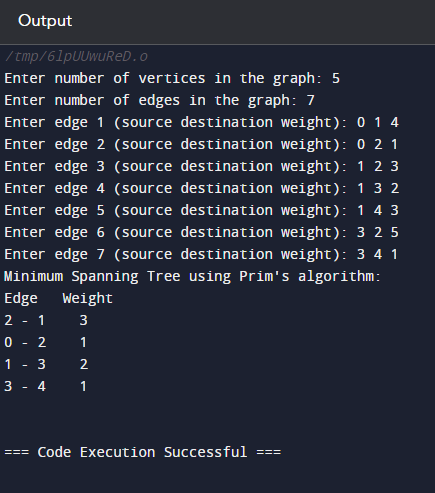 Output
/tmp/6lpUUwuReD.o
Enter number of vertices in the graph: 5
Enter number of edges in the graph: 7
Enter edge 1 (source destination weight): 0 1 4
Enter edge 2 (source destination weight): 0 2 1
Enter edge 3 (source destination weight): 1 2 3
Enter edge 4 (source destination weight): 1 3 2
Enter edge 5 (source destination weight): 1 4 3
Enter edge 6 (source destination weight): 3 2 5
Enter edge 7 (source destination weight): 3 4 1
Minimum Spanning Tree using Prim's algorithm:
Edge   Weight
2 - 1    3
0 - 2    1
1 - 3    2
3 - 4    1
=== Code Execution Successful ===